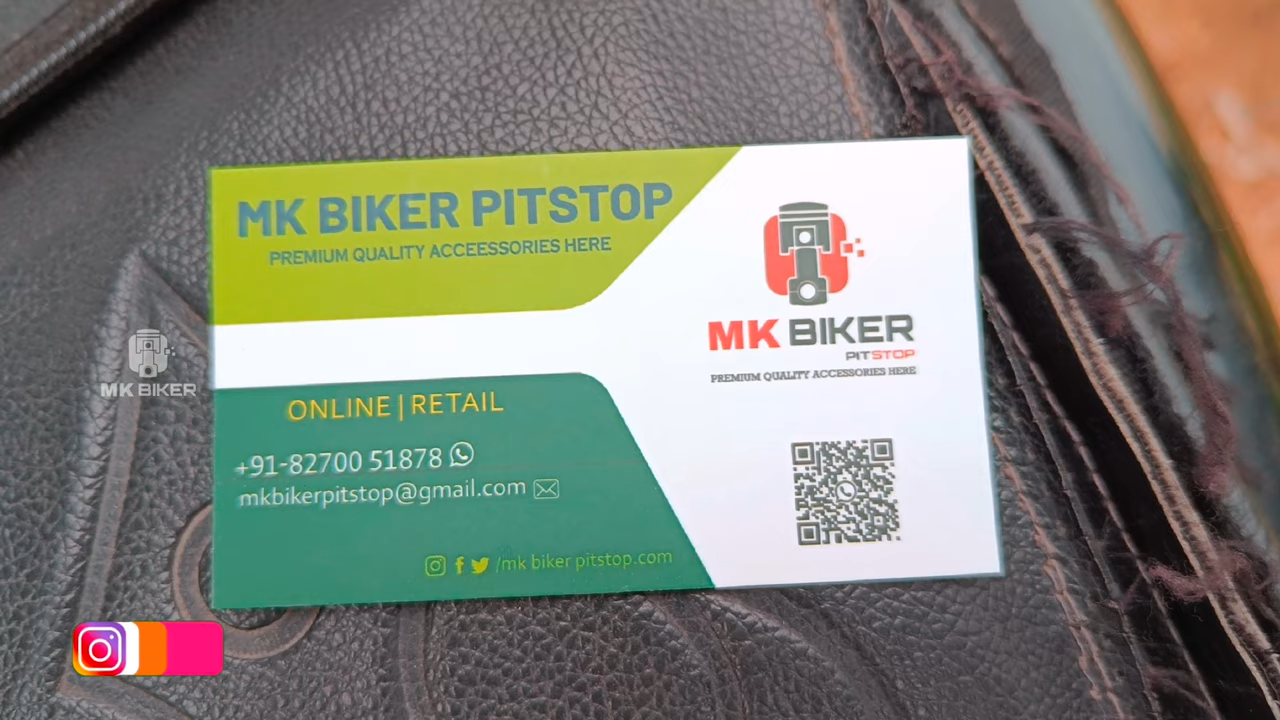 MK BIKER PITSTOP
PREMIUM QUALITY ACCEESSORIES HERE
MK BIKER
PITSTOP
PREMIUM QUALITY ACCESSORIES HERE
ONLINE | RETAIL
+91-82700 51878
mkbikerpitstop@gmail.com
/mk biker pitstop.com
MK BIKER